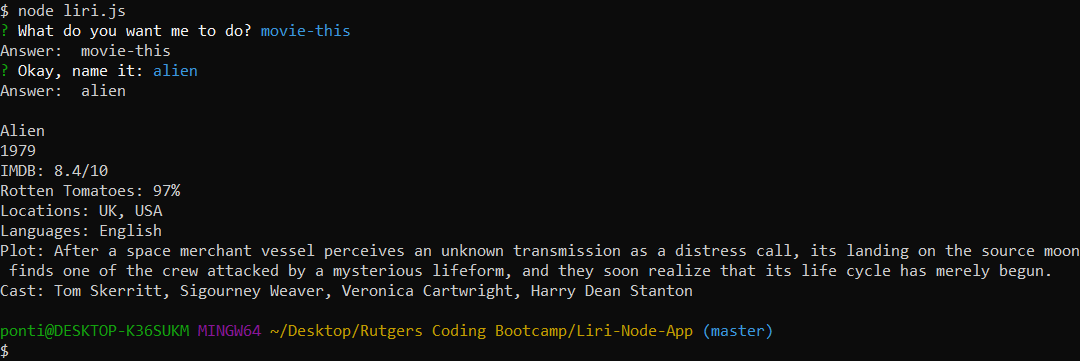 $ node liri.js
? What do you want me to do? movie-this
Answer:  movie-this
? Okay, name it: alien
Answer:  alien
Alien
1979
IMDB: 8.4/10
Rotten Tomatoes: 97%
Locations: UK, USA
Languages: English
Plot: After a space merchant vessel perceives an unknown transmission as a distress call, its landing on the source moon
 finds one of the crew attacked by a mysterious lifeform, and they soon realize that its life cycle has merely begun.
Cast: Tom Skerritt, Sigourney Weaver, Veronica Cartwright, Harry Dean Stanton
ponti@DESKTOP-K36SUKM MINGW64 ~/Desktop/Rutgers Coding Bootcamp/Liri-Node-App (master)
$